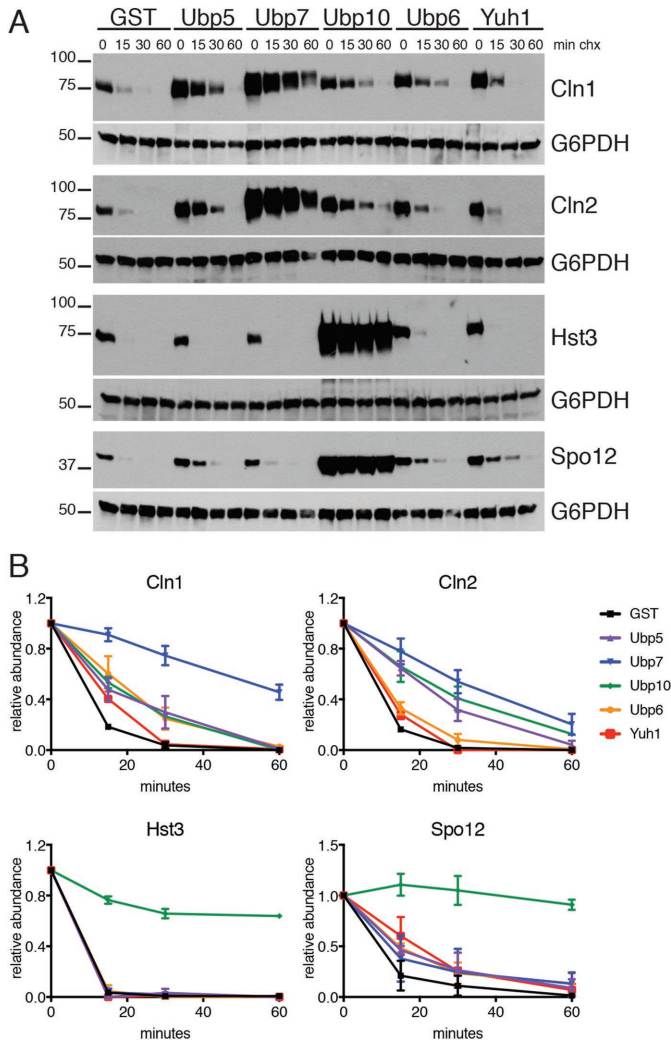 A
GST Ubp5 Ubp7 Ubp10 Ubp6 Yuh1
0 15 30 60 0 15 30 60 0 15 30 60 0 15 30 60 0 15 30 60 0 15 30 60 min chx
100
75
Cln1
50
G6PDH
100
75
Cln2
50
G6PDH
100
75
Hst3
50
G6PDH
37
Spo12
50
G6PDH
B
Cln1
relative abundance
1.2
0.8
0.4
0.0
0 20 40 60
minutes
Cln2
relative abundance
1.2
0.8
0.4
0.0
0 20 40 60
minutes
GST
Ubp5
Ubp7
Ubp10
Ubp6
Yuh1
Hst3
relative abundance
1.2
0.8
0.4
0.0
0 20 40 60
minutes
Spo12
relative abundance
1.5
1.0
0.5
0.0
0 20 40 60
minutes